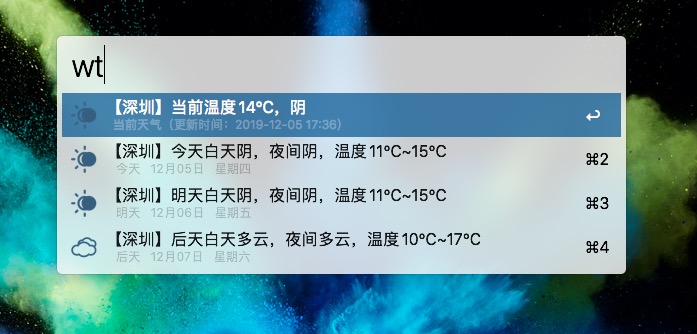 wt
【深圳】当前温度14°C，阴
当前天气（更新时间：2019-12-05 17:36）
↩
【深圳】今天白天阴，夜间阴，温度11°C~15°C
今天 12月05日 星期四
⌘2
【深圳】明天白天阴，夜间阴，温度11°C~15°C
明天 12月06日 星期五
⌘3
【深圳】后天白天多云，夜间多云，温度10°C~17°C
后天 12月07日 星期六
⌘4